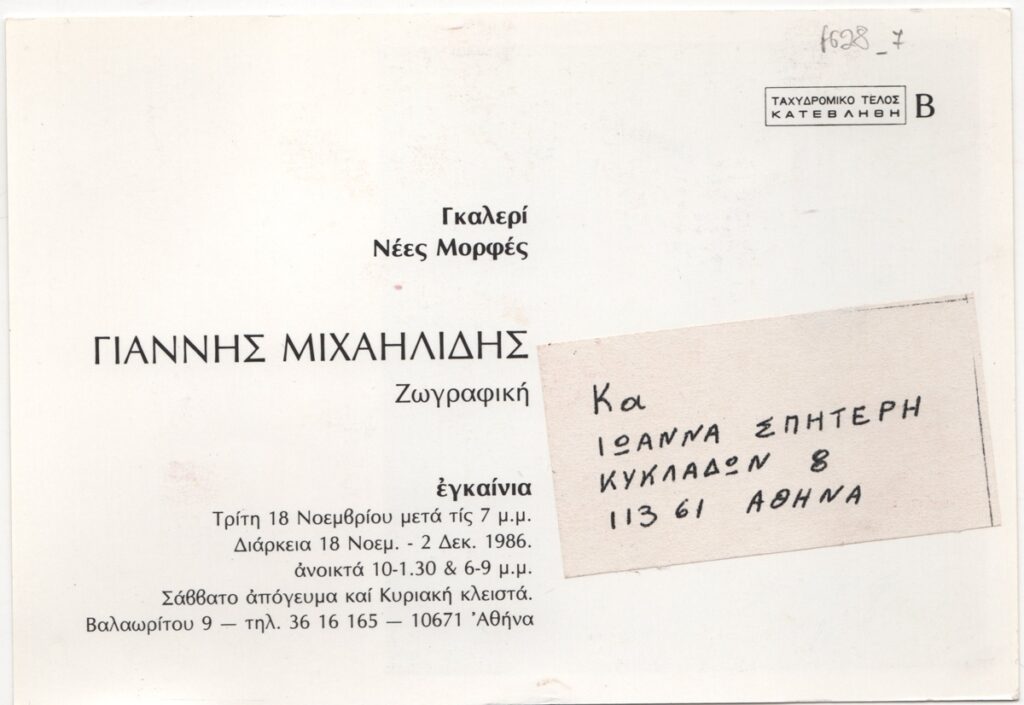 f628_7
ΤΑΧΥΔΡΟΜΙΚΟ ΤΕΛΟΣ
ΚΑΤΕΒΛΗΘΗ
Β
Γκαλερί
Νέες Μορφές
ΓΙΑΝΝΗΣ ΜΙΧΑΗΛΙΔΗΣ
Ζωγραφική
ἐγκαίνια
Τρίτη 18 Νοεμβρίου μετά τίς 7 μ.μ.
Διάρκεια 18 Νοεμ. - 2 Δεκ. 1986.
ἀνοικτά 10-1.30 & 6-9 μ.μ.
Σάββατο ἀπόγευμα καί Κυριακή κλειστά.
Βαλαωρίτου 9 — τηλ. 36 16 165 — 10671 Ἀθήνα
Κα
ΙΩΑΝΝΑ ΣΠΗΤΕΡΗ
ΚΥΚΛΑΔΩΝ 8
113 61 ΑΘΗΝΑ